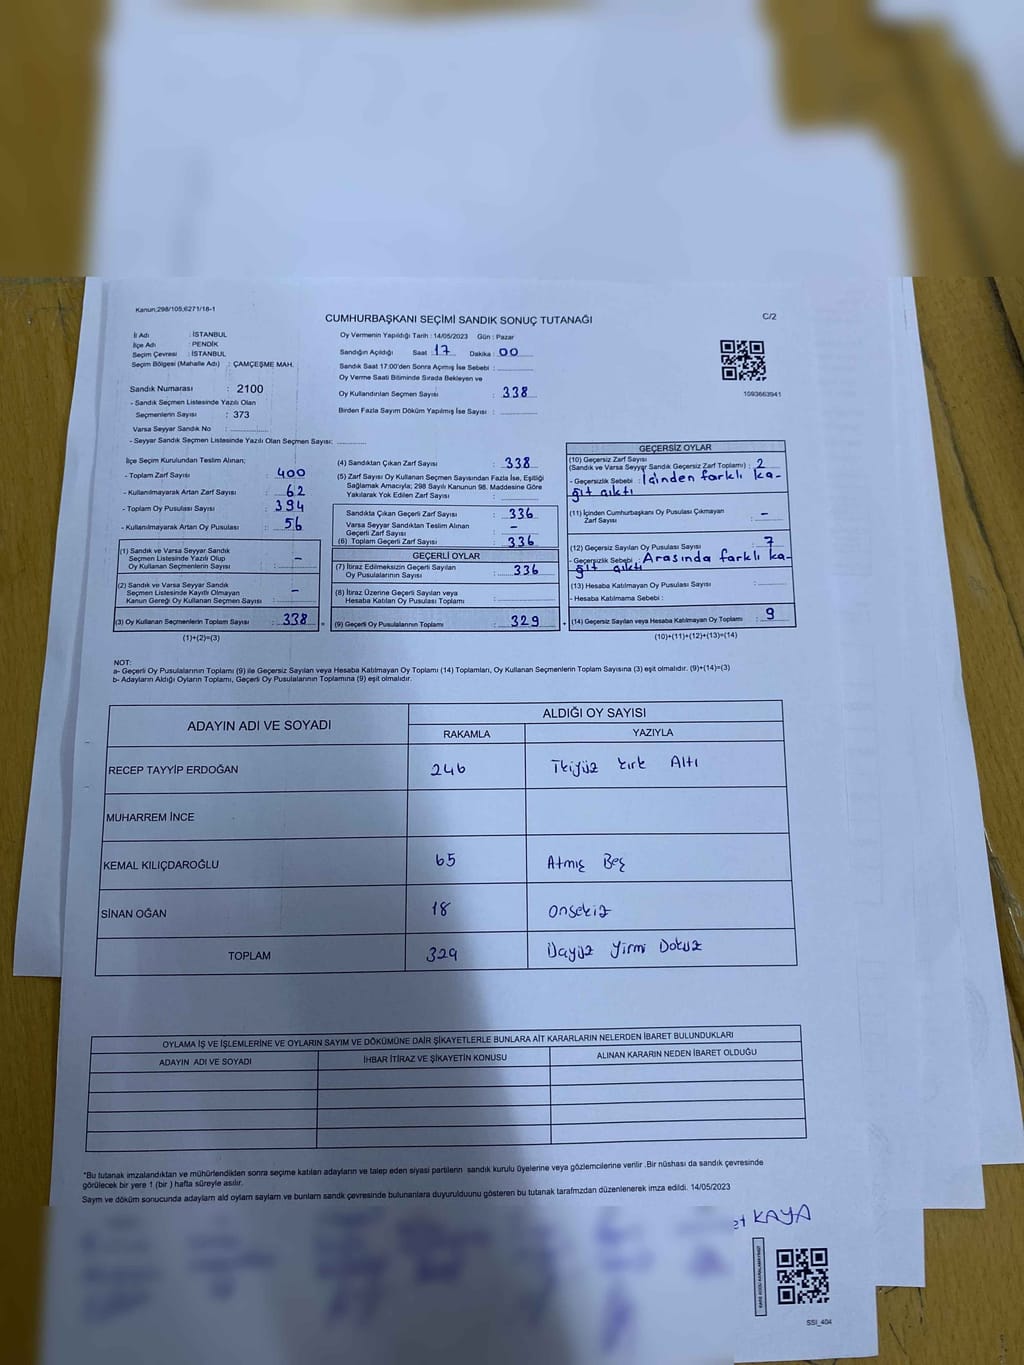 Kanun;298/105;6271/18-1
CUMHURBAŞKANI SEÇİMİ SANDIK SONUÇ TUTANAĞI
C/2
İl Adı : İSTANBUL
İlçe Adı : PENDİK
Seçim Çevresi : İSTANBUL
Seçim Bölgesi (Mahalle Adı) : ÇAMÇEŞME MAH.
Sandık Numarası : 2100
- Sandık Seçmen Listesinde Yazılı Olan
Seçmenlerin Sayısı : 373
Varsa Seyyar Sandık No :
- Seyyar Sandık Seçmen Listesinde Yazılı Olan Seçmen Sayısı:
Oy Vermenin Yapıldığı Tarih : 14/05/2023 Gün : Pazar
Sandığın Açıldığı Saat : 17 Dakika : 00
Sandık Saat 17:00'den Sonra Açımış İse Sebebi :
Oy Verme Saati Bitiminde Sırada Bekleyen ve
Oy Kullandırılan Seçmen Sayısı : 338
Birden Fazla Sayım Döküm Yapılmış İse Sayısı :
1093663941
İlçe Seçim Kurulundan Teslim Alınan;
- Toplam Zarf Sayısı : 400
- Kullanılmayarak Artan Zarf Sayısı : 62
- Toplam Oy Pusulası Sayısı : 394
- Kullanılmayarak Artan Oy Pusulası : 56
(1) Sandık ve Varsa Seyyar Sandık
Seçmen Listesinde Yazılı Olup
Oy Kullanan Seçmenlerin Sayısı : -
(2) Sandık ve Varsa Seyyar Sandık
Seçmen Listesinde Kayıtlı Olmayan
Kanun Gereği Oy Kullanan Seçmen Sayısı : -
(3) Oy Kullanan Seçmenlerin Toplam Sayısı : 338
(1)+(2)=(3)
(4) Sandıktan Çıkan Zarf Sayısı : 338
(5) Zarf Sayısı Oy Kullanan Seçmen Sayısından Fazla İse, Eşitliği
Sağlamak Amacıyla; 298 Sayılı Kanunun 98. Maddesine Göre
Yakılarak Yok Edilen Zarf Sayısı :
Sandıkta Çıkan Geçerli Zarf Sayısı : 336
Varsa Seyyar Sandıktan Teslim Alınan
Geçerli Zarf Sayısı : -
(6) Toplam Geçerli Zarf Sayısı : 336
GEÇERLİ OYLAR
(7) İtiraz Edilmeksizin Geçerli Sayılan
Oy Pusulalarının Sayısı : 336
(8) İtiraz Üzerine Geçerli Sayılan veya
Hesaba Katılan Oy Pusulası Toplamı :
(9) Geçerli Oy Pusulalarının Toplamı : 329
GEÇERSİZ OYLAR
(10) Geçersiz Zarf Sayısı
(Sandık ve Varsa Seyyar Sandık Geçersiz Zarf Toplamı) : 2
- Geçersizlik Sebebi : İçinden farklı ka-
ğıt çıktı
(11) İçinden Cumhurbaşkanı Oy Pusulası Çıkmayan
Zarf Sayısı : -
(12) Geçersiz Sayılan Oy Pusulası Sayısı : 7
- Geçersizlik Sebebi : Arasında farklı ka-
ğıt çıktı
(13) Hesaba Katılmayan Oy Pusulası Sayısı :
- Hesaba Katılmama Sebebi :
(14) Geçersiz Sayılan veya Hesaba Katılmayan Oy Toplamı : 9
(10)+(11)+(12)+(13)=(14)
NOT:
a- Geçerli Oy Pusulalarının Toplamı (9) ile Geçersiz Sayılan veya Hesaba Katılmayan Oy Toplamı (14) Toplamları, Oy Kullanan Seçmenlerin Toplam Sayısına (3) eşit olmalıdır. (9)+(14)=(3)
b- Adayların Aldığı Oyların Toplamı, Geçerli Oy Pusulalarının Toplamına (9) eşit olmalıdır.
ADAYIN ADI VE SOYADI
ALDIĞI OY SAYISI
RAKAMLA YAZIYLA
RECEP TAYYİP ERDOĞAN 246 İkiyüz kırk Altı
MUHARREM İNCE
KEMAL KILIÇDAROĞLU 65 Atmış Beş
SİNAN OĞAN 18 onsekiz
TOPLAM 329 Üçyüz Yirmi Dokuz
OYLAMA İŞ VE İŞLEMLERİNE VE OYLARIN SAYIM VE DÖKÜMÜNE DAİR ŞİKAYETLERLE BUNLARA AİT KARARLARIN NELERDEN İBARET BULUNDUKLARI
ADAYIN ADI VE SOYADI İHBAR İTİRAZ VE ŞİKAYETİN KONUSU ALINAN KARARIN NEDEN İBARET OLDUĞU
*Bu tutanak imzalandıktan ve mühürlendikten sonra seçime katılan adayların ve talep eden siyasi partilerin sandık kurulu üyelerine veya gözlemcilerine verilir .Bir nüshası da sandık çevresinde
görülecek bir yere 1 (bir ) hafta süreyle asılır.
Sayım ve döküm sonucunda adayların ald oyların sayların ve bunların sandık çevresinde bulunanlara duyurulduunu gösteren bu tutanak tarafmzdan düzenlenerek imza edildi. 14/05/2023
et KAYA
SSI_404